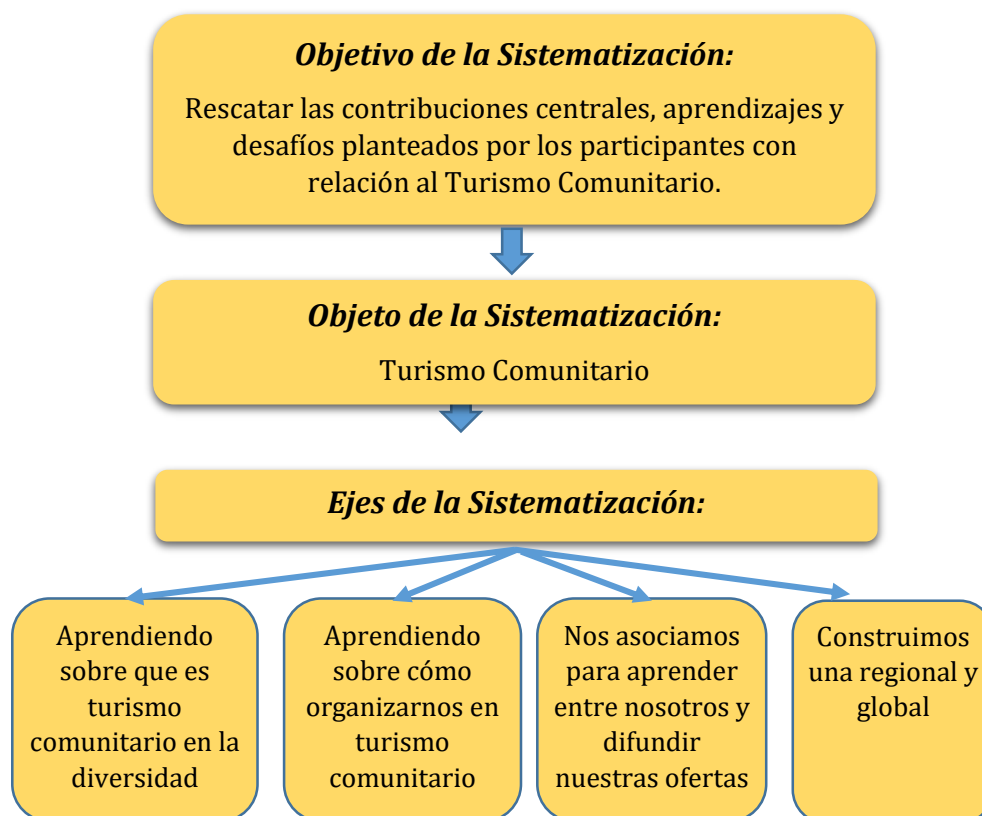 Objetivo de la Sistematización:
Rescatar las contribuciones centrales, aprendizajes y
desafíos planteados por los participantes con
relación al Turismo Comunitario.
Objeto de la Sistematización:
Turismo Comunitario
Ejes de la Sistematización:
Aprendiendo
sobre que es
turismo
comunitario en la
diversidad
Aprendiendo
sobre cómo
organizarnos en
turismo
comunitario
Nos asociamos
para aprender
entre nosotros y
difundir
nuestras ofertas
Construimos
una regional y
global